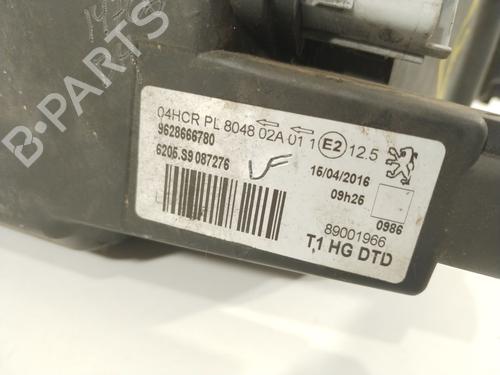 04HCR PL 8048 02A 01 1 E2 12.5
9628666780
6205.S9 087276
16/04/2016
09h26
0986
89001966
T,1 HG DTD
B-PARTS